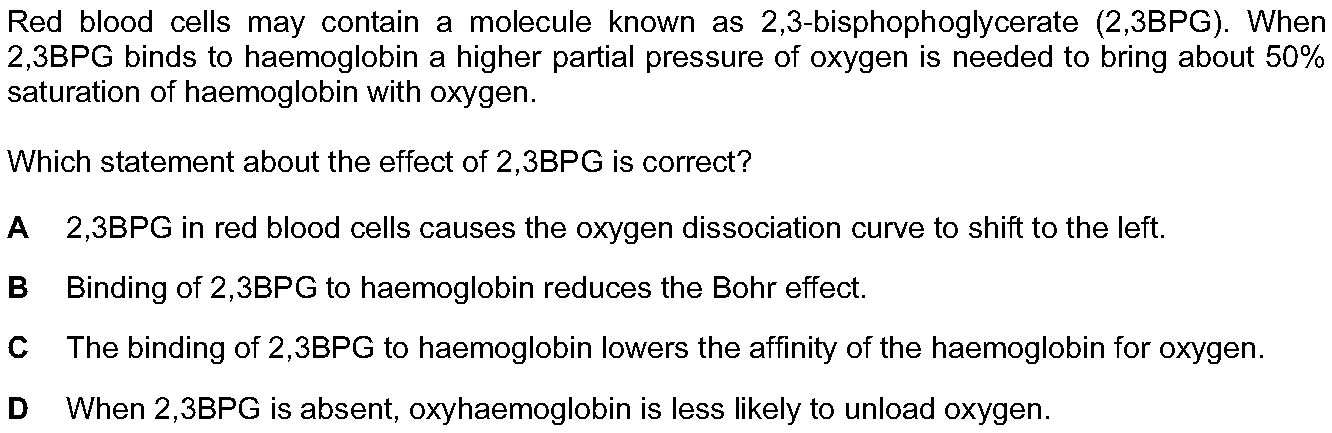 Red blood cells may contain a molecule known as 2,3-bisphophoglycerate (2,3BPG). When
2,3BPG binds to haemoglobin a higher partial pressure of oxygen is needed to bring about 50%
saturation of haemoglobin with oxygen.
Which statement about the effect of 2,3BPG is correct?
A 2,3BPG in red blood cells causes the oxygen dissociation curve to shift to the left.
B Binding of 2,3BPG to haemoglobin reduces the Bohr effect.
C The binding of 2,3BPG to haemoglobin lowers the affinity of the haemoglobin for oxygen.
D When 2,3BPG is absent, oxyhaemoglobin is less likely to unload oxygen.